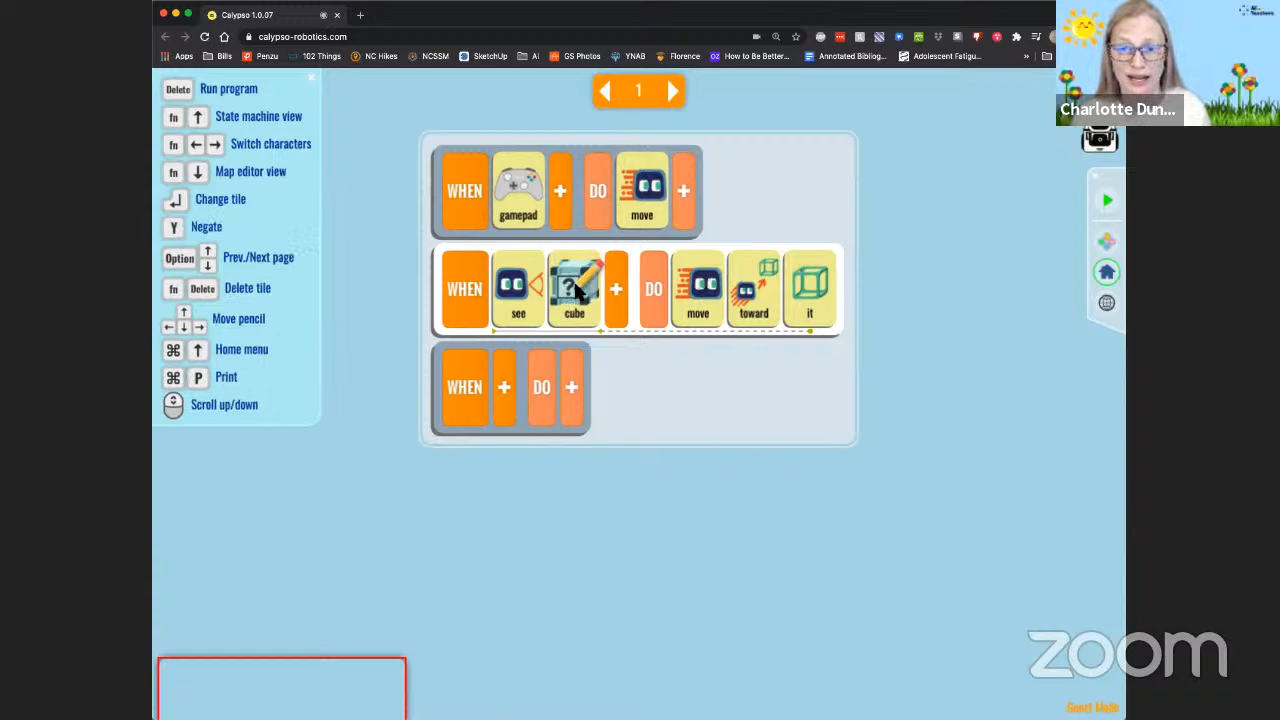 Calypso 1.0.07
calypso-robotics.com
Apps Bills Penzu 102 Things NC Hikes NCSSM SketchUp AI GS Photos YNAB Florence How to Be Better... Annotated Bibliog... Adolescent Fatigu... »
Charlotte Dun...
Delete Run program
fn ↑ State machine view
fn ← → Switch characters
fn ↓ Map editor view
Change tile
Y Negate
Option ↑ ↓ Prev./Next page
fn Delete Delete tile
Move pencil
⌘ ↑ Home menu
⌘ P Print
Scroll up/down
1
WHEN gamepad + DO move +
WHEN see cube + DO move toward it
WHEN + DO +
zoom
Guest Mode